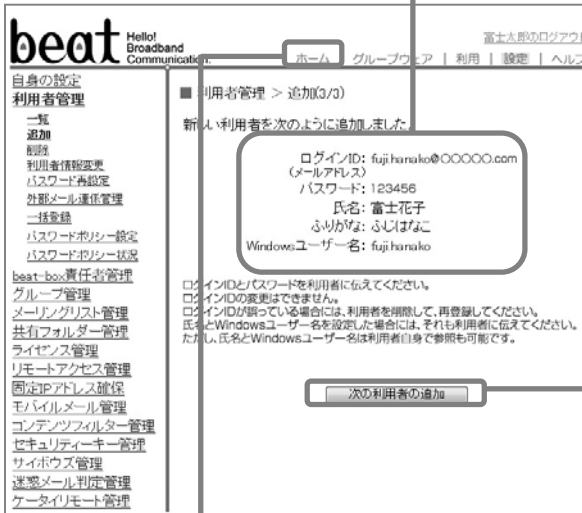 beat Hello! Broadband Communication.
富士太郎のログアウ
ホーム グループウェア | 利用 | 設定 | ヘルプ
自身の設定
利用者管理
一覧
追加
削除
利用者情報変更
パスワード再設定
外部メール連係管理
一括登録
パスワードポリシー設定
パスワードポリシー状況
beat-box責任者管理
グループ管理
メーリングリスト管理
共有フォルダー管理
ライセンス管理
リモートアクセス管理
固定IPアドレス確保
モバイルメール管理
コンテンツフィルター管理
セキュリティーキー管理
サイボウズ管理
迷惑メール判定管理
ケータイリモート管理
■ 利用者管理 > 追加(3/3)
新しい利用者を次のように追加しました。
ログインID: fuji.hanako@OOOOO.com
(メールアドレス)
パスワード: 123456
氏名: 富士花子
ふりがな: ふじはなこ
Windowsユーザー名: fuji.hanako
ログインIDとパスワードを利用者に伝えてください。
ログインIDの変更はできません。
ログインIDが誤っている場合には、利用者を削除して、再登録してください。
氏名とWindowsユーザー名を設定した場合には、それも利用者に伝えてください。
ただし、氏名とWindowsユーザー名は利用者自身で参照も可能です。
次の利用者の追加